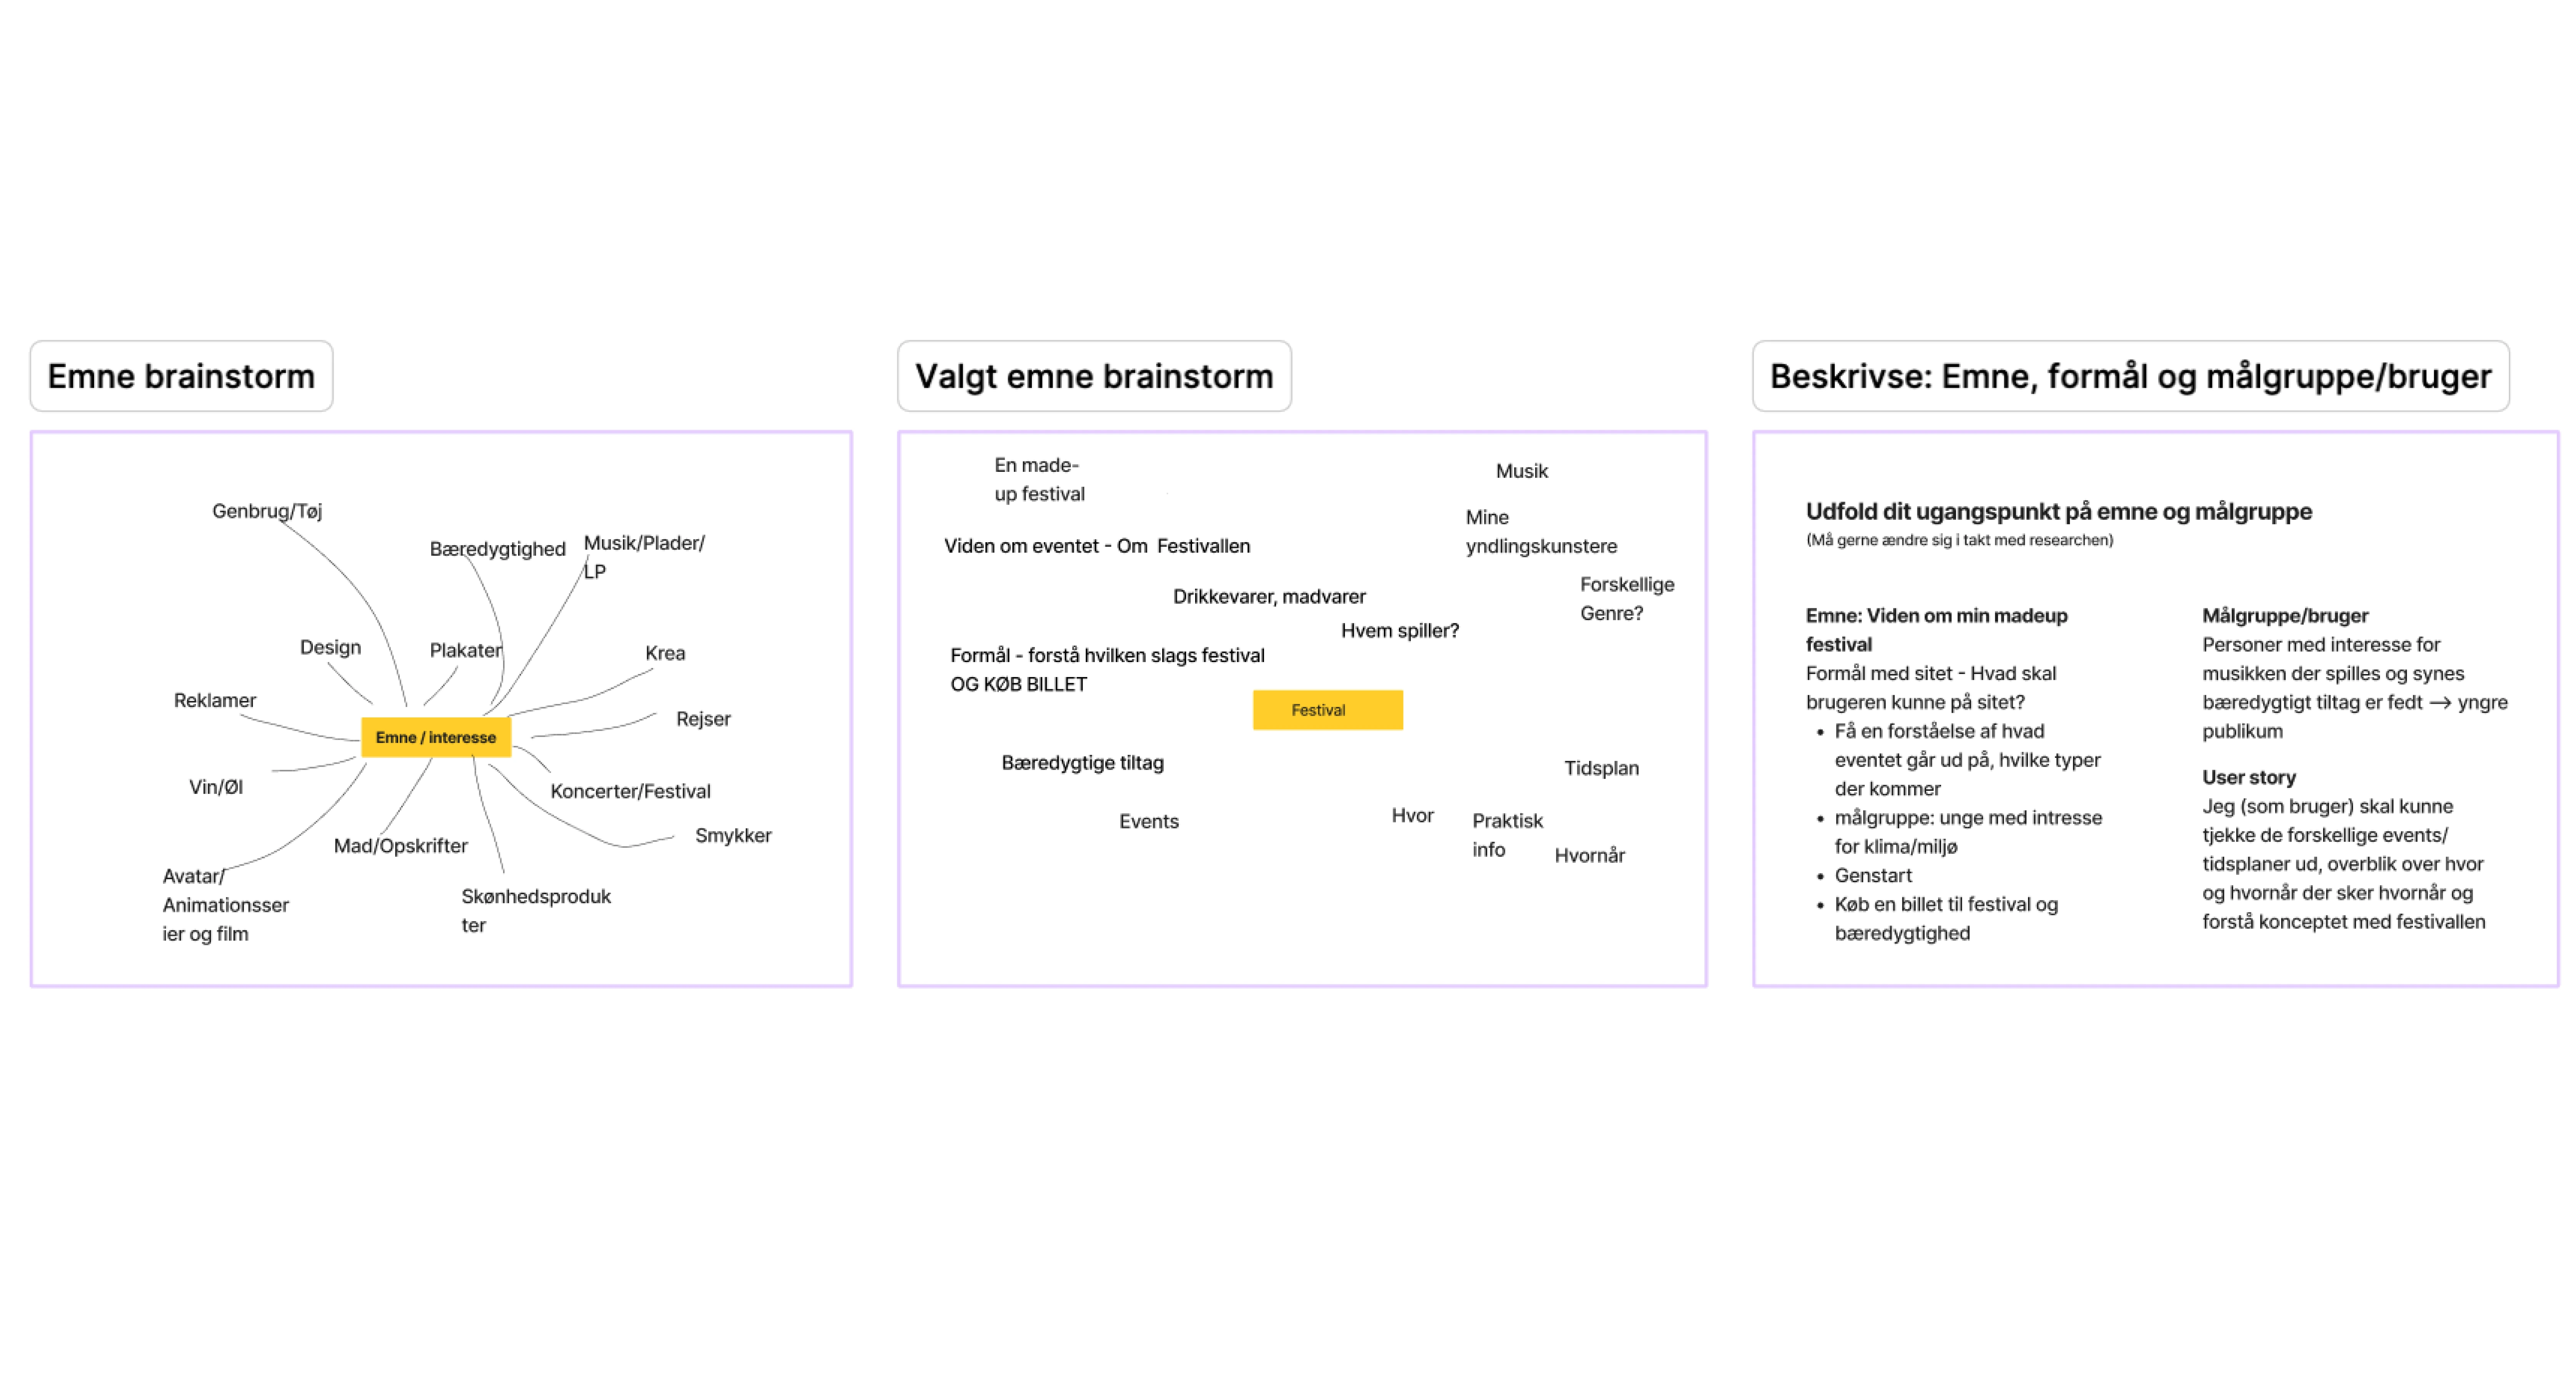 Emne brainstorm
Genbrug/Tøj
Bæredygtighed
Musik/Plader/
LP
Design
Plakater
Krea
Reklamer
Rejser
Emne / interesse
Vin/Øl
Koncerter/Festival
Mad/Opskrifter
Smykker
Avatar/
Animationsser
ier og film
Skønhedsproduk
ter
Valgt emne brainstorm
En made-
up festival
Musik
Mine
yndlingskunstere
Viden om eventet - Om Festivallen
Forskellige
Genre?
Drikkevarer, madvarer
Hvem spiller?
Formål - forstå hvilken slags festival
OG KØB BILLET
Festival
Bæredygtige tiltag
Tidsplan
Events
Hvor
Praktisk
info
Hvornår
Beskrivse: Emne, formål og målgruppe/bruger
Udfold dit ugangspunkt på emne og målgruppe
(Må gerne ændre sig i takt med researchen)
Emne: Viden om min madeup
festival
Formål med sitet - Hvad skal
brugeren kunne på sitet?
• Få en forståelse af hvad
eventet går ud på, hvilke typer
der kommer
• målgruppe: unge med intresse
for klima/miljø
• Genstart
• Køb en billet til festival og
bæredygtighed
Målgruppe/bruger
Personer med interesse for
musikken der spilles og synes
bæredygtigt tiltag er fedt → yngre
publikum
User story
Jeg (som bruger) skal kunne
tjekke de forskellige events/
tidsplaner ud, overblik over hvor
og hvornår der sker hvornår og
forstå konceptet med festivallen